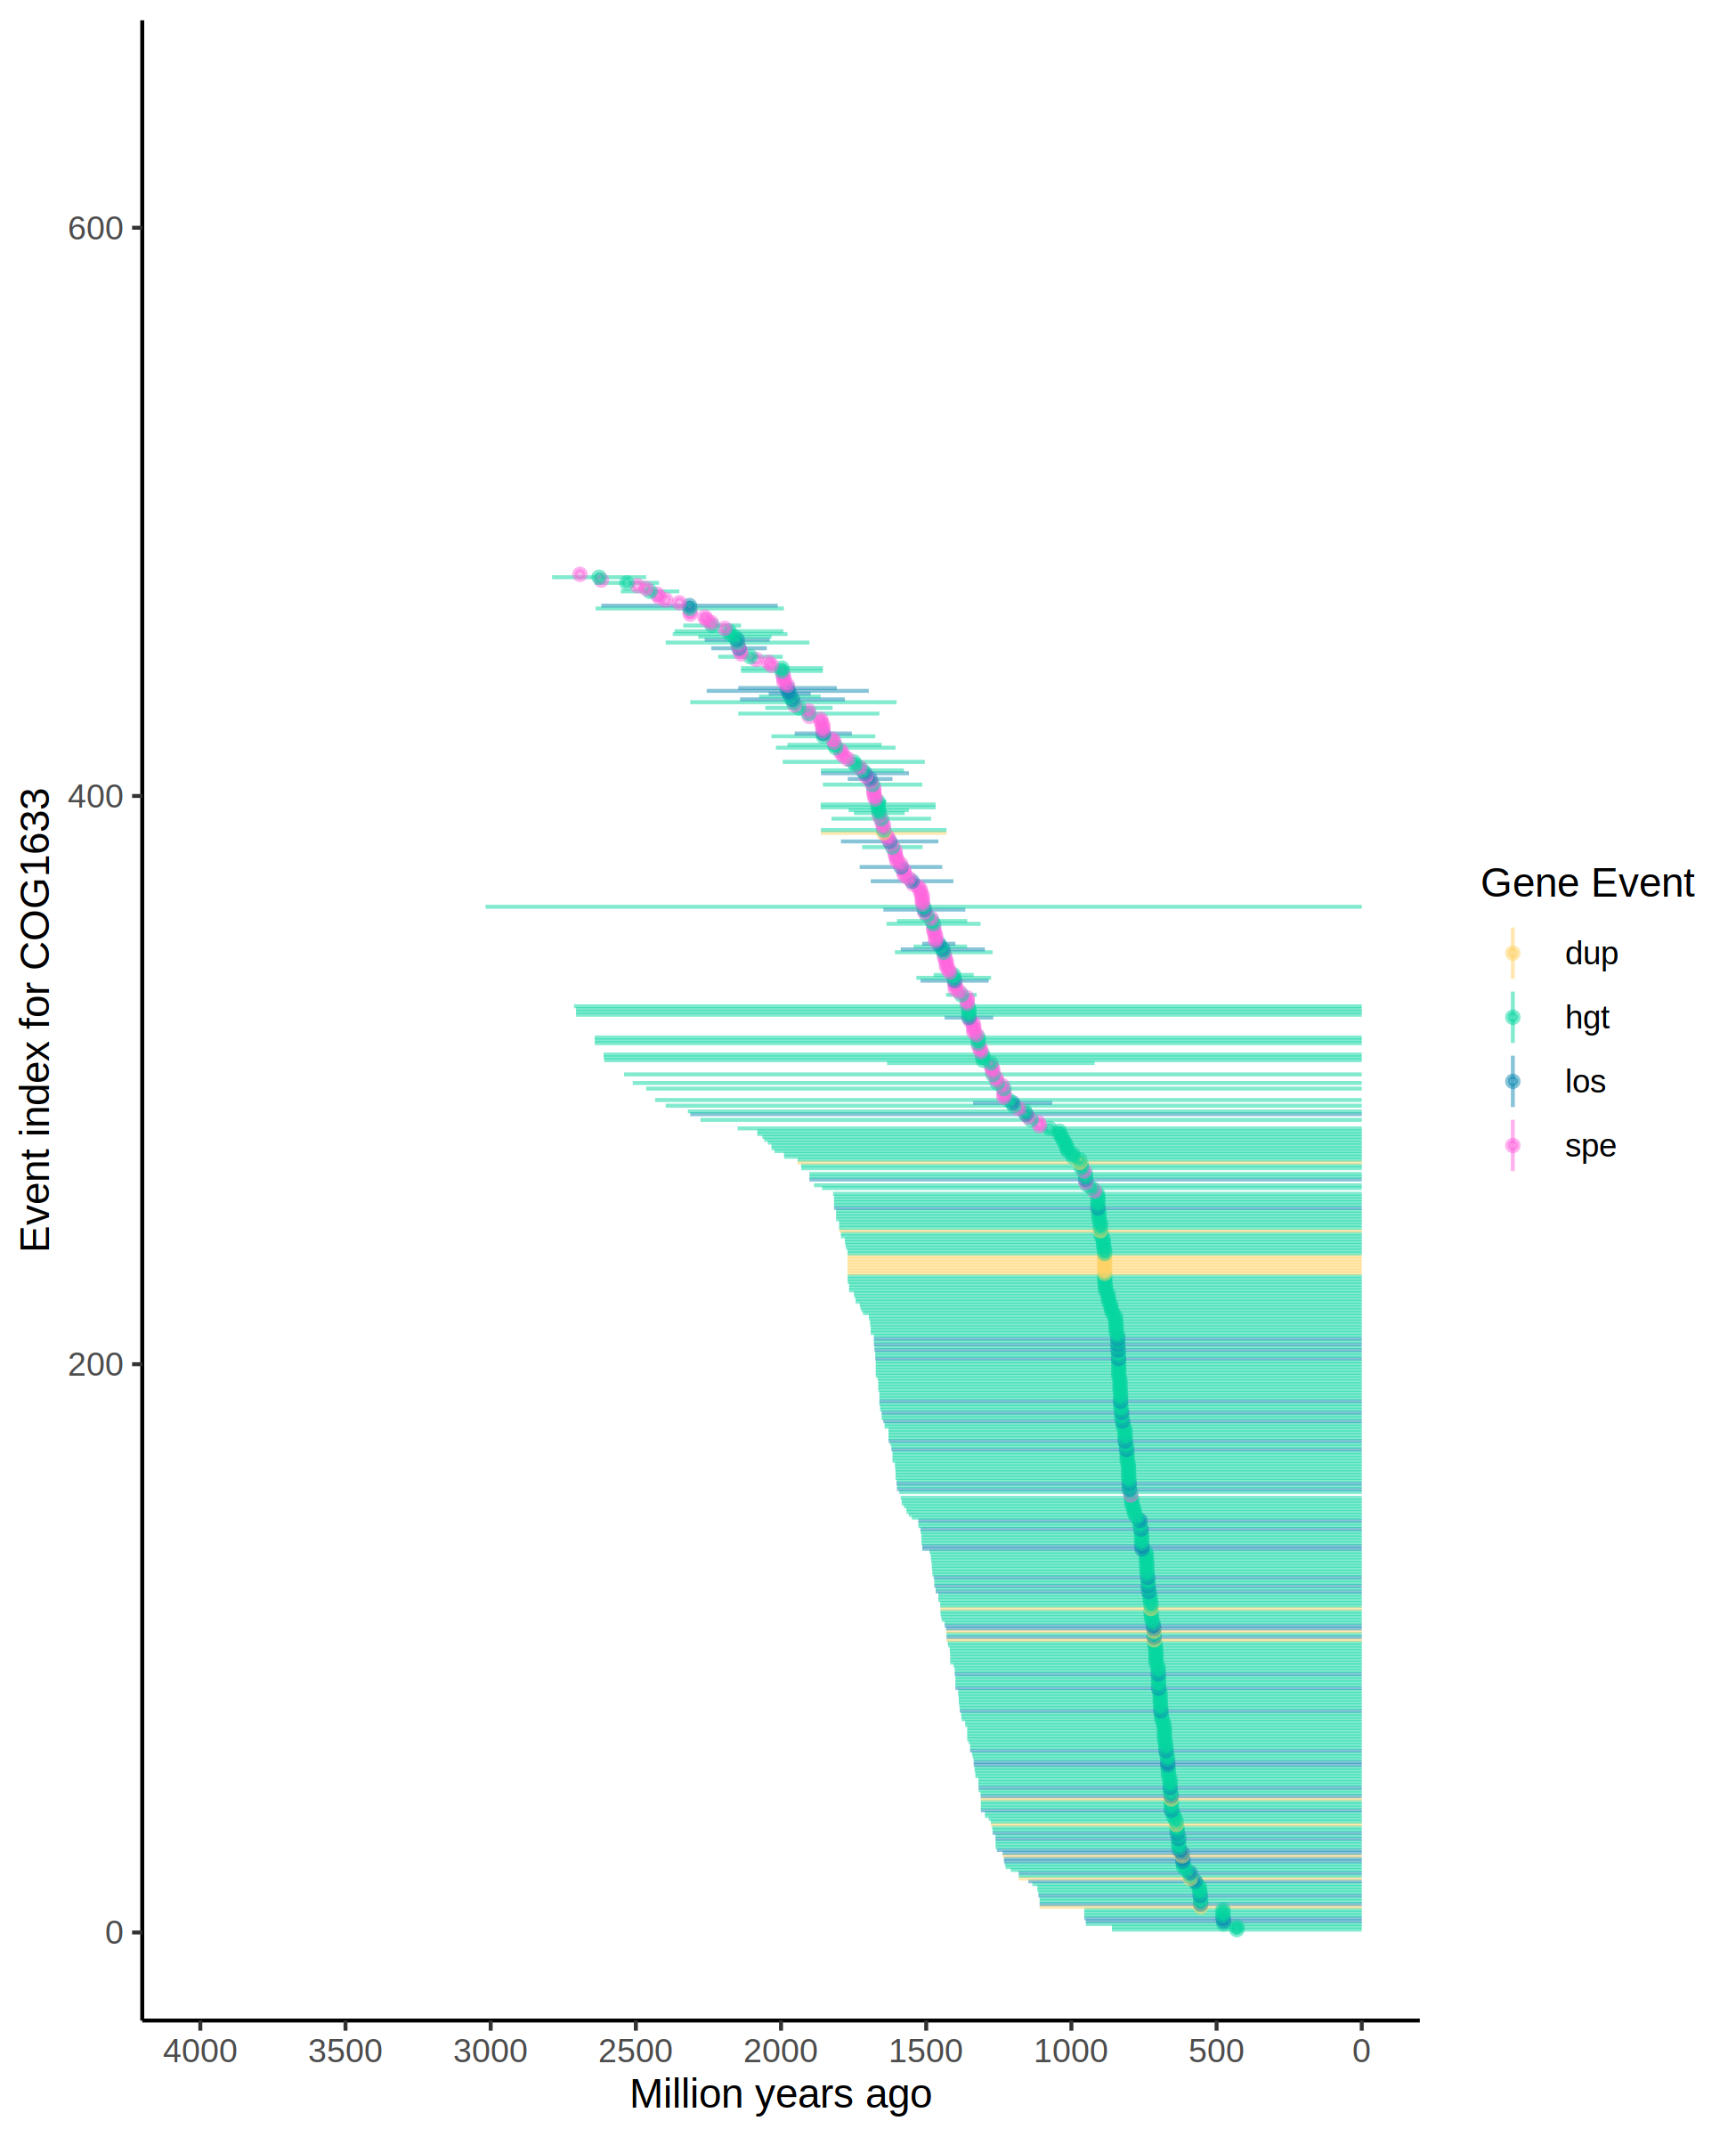 Event index for COG1633
600
400
200
0
4000 3500 3000 2500 2000 1500 1000 500 0
Million years ago
Gene Event
dup
hgt
los
spe